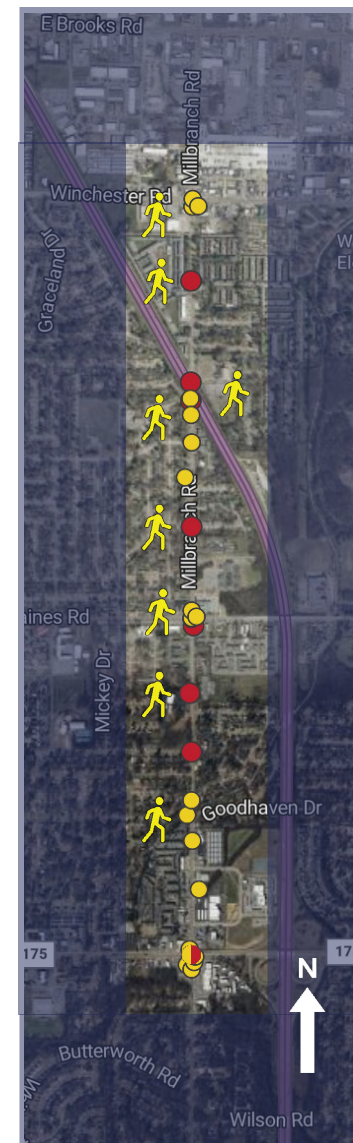 E Brooks Rd
Millbranch Rd
Winchester Rd
Graceland Dr
W
El
Millbranch Rd
aines Rd
Mickey Dr
Goodhaven Dr
175
17
N
Butterworth Rd
Wilson Rd